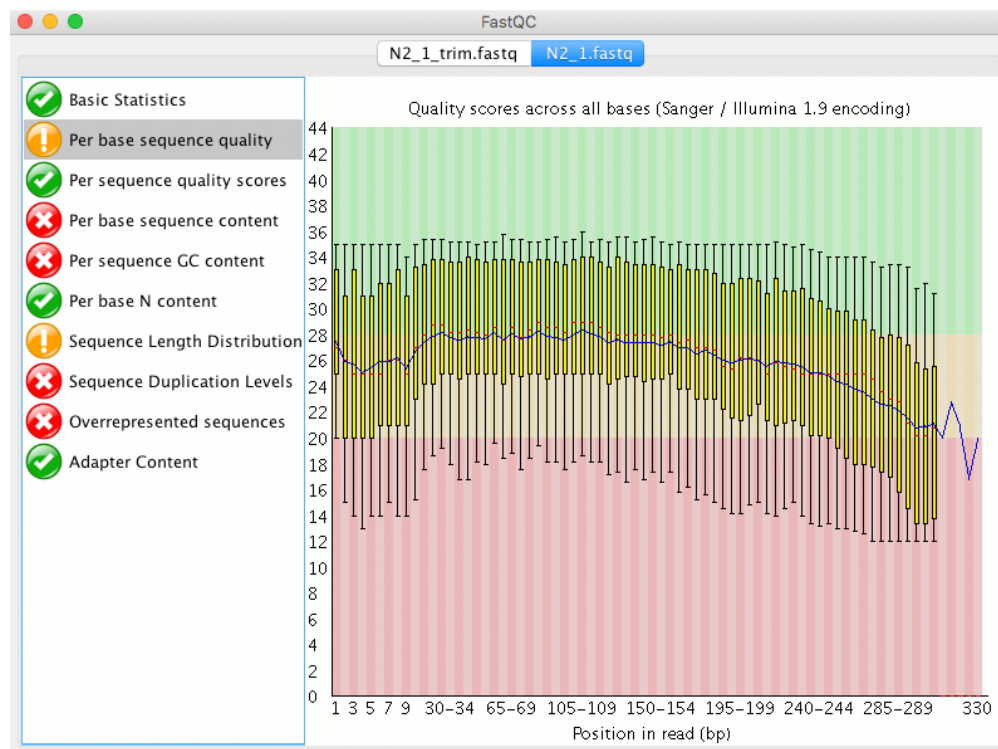 FastQC
N2_1_trim.fastq
N2_1.fastq
Basic Statistics
Per base sequence quality
Per sequence quality scores
Per base sequence content
Per sequence GC content
Per base N content
Sequence Length Distribution
Sequence Duplication Levels
Overrepresented sequences
Adapter Content
Quality scores across all bases (Sanger / Illumina 1.9 encoding)
44
42
40
38
36
34
32
30
28
26
24
22
20
18
16
14
12
10
8
6
4
2
0
1 3 5 7 9 30-34 65-69 105-109 150-154 195-199 240-244 285-289 330
Position in read (bp)